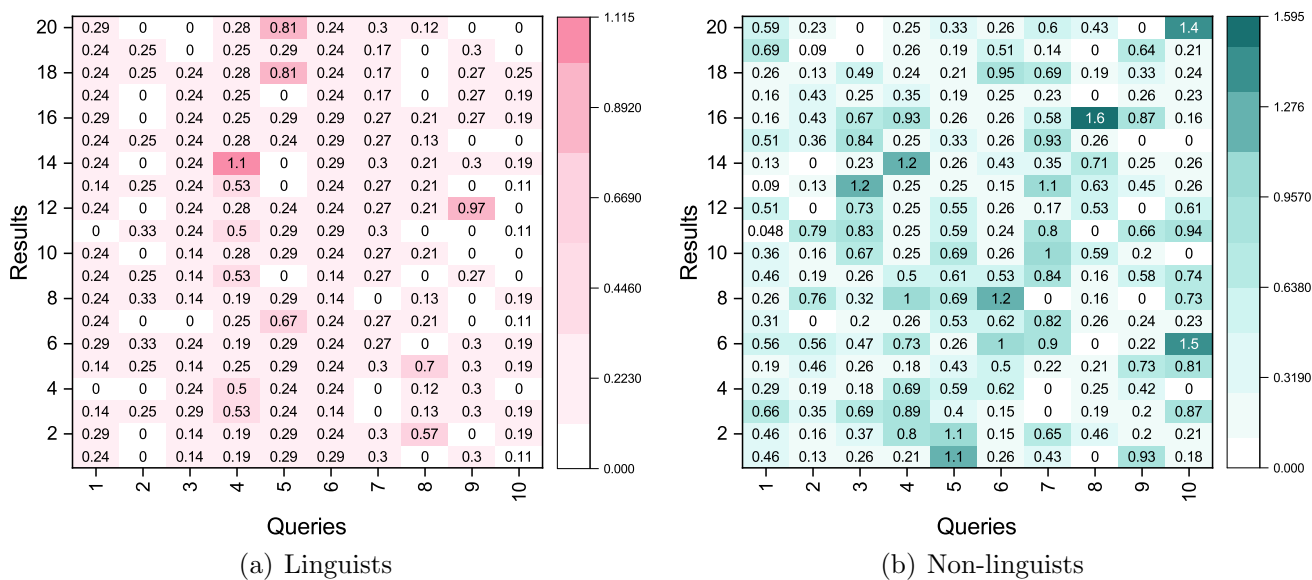 20 0.29 0 0 0.28 0.81 0.24 0.3 0.12 0 0
0.24 0.25 0 0.25 0.29 0.24 0.17 0 0.3 0
18 0.24 0.25 0.24 0.28 0.81 0.24 0.17 0 0.27 0.25
0.24 0 0.24 0.25 0 0.24 0.17 0 0.27 0.19
16 0.29 0 0.24 0.25 0.29 0.29 0.29 0.21 0.27 0.19
0.24 0.25 0.24 0.28 0.24 0.29 0.28 0.13 0 0
14 0.24 0 0.24 1.1 0 0.29 0.3 0.21 0.3 0.19
0.14 0.25 0.24 0.53 0 0.24 0.27 0.21 0 0.11
12 0.24 0 0.24 0.28 0.24 0.24 0.27 0.21 0.97 0
0 0.33 0.24 0.5 0.29 0.29 0.3 0 0 0.11
10 0.24 0 0.14 0.28 0.29 0.24 0.28 0.21 0 0
0.24 0.25 0.14 0.53 0 0.14 0.27 0 0.27 0
8 0.24 0.33 0.14 0.19 0.29 0.14 0 0.13 0 0.19
0.24 0 0 0.25 0.67 0.24 0.27 0.21 0 0.11
6 0.29 0.33 0.24 0.19 0.29 0.24 0.27 0 0.3 0.19
0.14 0.25 0.14 0.25 0.29 0.24 0.3 0.7 0.3 0.19
4 0 0 0.24 0.5 0.24 0.24 0 0.12 0.3 0
0.14 0.25 0.29 0.53 0.24 0.14 0 0.13 0.3 0.19
2 0.29 0 0.14 0.19 0.29 0.24 0.3 0.57 0 0.19
0.24 0 0.14 0.19 0.29 0.29 0.3 0 0.3 0.11
1 2 3 4 5 6 7 8 9 10
Results
Queries
1.115
0.8920
0.6690
0.4460
0.2230
0.000
(a) Linguists
20 0.59 0.23 0 0.25 0.33 0.26 0.6 0.43 0 1.4
0.69 0.09 0 0.26 0.19 0.51 0.14 0 0.64 0.21
18 0.26 0.13 0.49 0.24 0.21 0.95 0.69 0.19 0.33 0.24
0.16 0.43 0.25 0.35 0.19 0.25 0.23 0 0.26 0.23
16 0.16 0.43 0.67 0.93 0.26 0.26 0.58 1.6 0.87 0.16
0.51 0.36 0.84 0.25 0.33 0.26 0.93 0.26 0 0
14 0.13 0 0.23 1.2 0.26 0.43 0.35 0.71 0.25 0.26
0.09 0.13 1.2 0.25 0.25 0.15 1.1 0.63 0.45 0.26
12 0.51 0 0.73 0.25 0.55 0.26 0.17 0.53 0 0.61
0.048 0.79 0.83 0.25 0.59 0.24 0.8 0 0.66 0.94
10 0.36 0.16 0.67 0.25 0.69 0.26 1 0.59 0.2 0
0.46 0.19 0.26 0.5 0.61 0.53 0.84 0.16 0.58 0.74
8 0.26 0.76 0.32 1 0.69 1.2 0 0.16 0 0.73
0.31 0 0.2 0.26 0.53 0.62 0.82 0.26 0.24 0.23
6 0.56 0.56 0.47 0.73 0.26 1 0.9 0 0.22 1.5
0.19 0.46 0.26 0.18 0.43 0.5 0.22 0.21 0.73 0.81
4 0.29 0.19 0.18 0.69 0.59 0.62 0 0.25 0.42 0
0.66 0.35 0.69 0.89 0.4 0.15 0 0.19 0.2 0.87
2 0.46 0.16 0.37 0.8 1.1 0.15 0.65 0.46 0.2 0.21
0.46 0.13 0.26 0.21 1.1 0.26 0.43 0 0.93 0.18
1 2 3 4 5 6 7 8 9 10
Results
Queries
1.595
1.276
0.9570
0.6380
0.3190
0.000
(b) Non-linguists